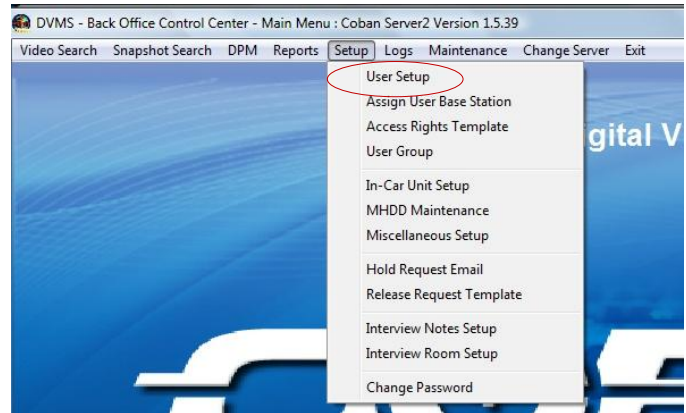 DVMS - Back Office Control Center - Main Menu : Coban Server2 Version 1.5.39
Video Search Snapshot Search DPM Reports Setup Logs Maintenance Change Server Exit
User Setup
Assign User Base Station
Access Rights Template
User Group
In-Car Unit Setup
MHDD Maintenance
Miscellaneous Setup
Hold Request Email
Release Request Template
Interview Notes Setup
Interview Room Setup
Change Password